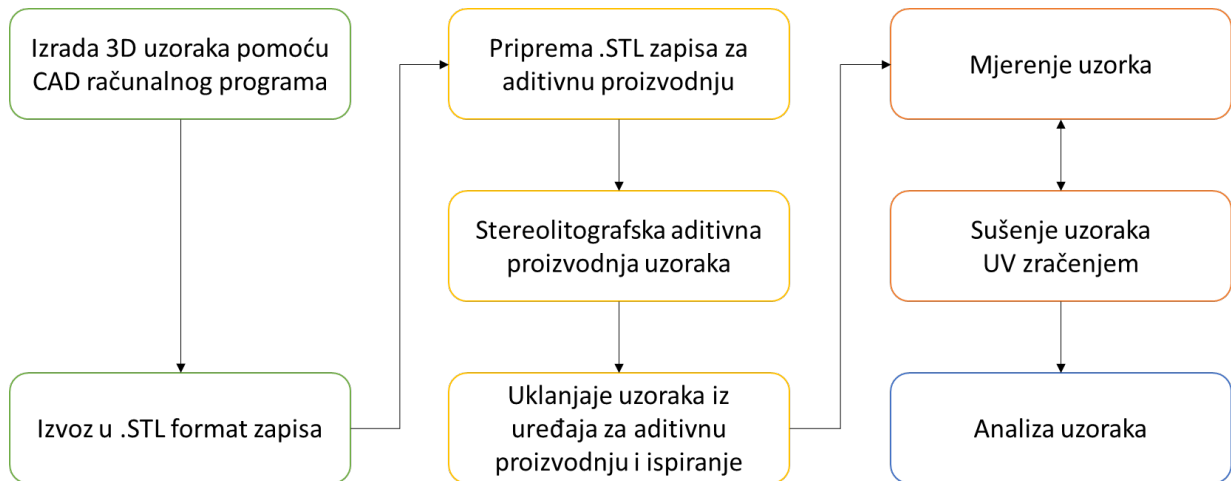 Izrada 3D uzoraka pomoću
CAD računalnog programa
Izvoz u .STL format zapisa
Priprema .STL zapisa za
aditivnu proizvodnju
Stereolitografska aditivna
proizvodnja uzoraka
Uklanjaje uzoraka iz
uređaja za aditivnu
proizvodnju i ispiranje
Mjerenje uzorka
Sušenje uzoraka
UV zračenjem
Analiza uzoraka